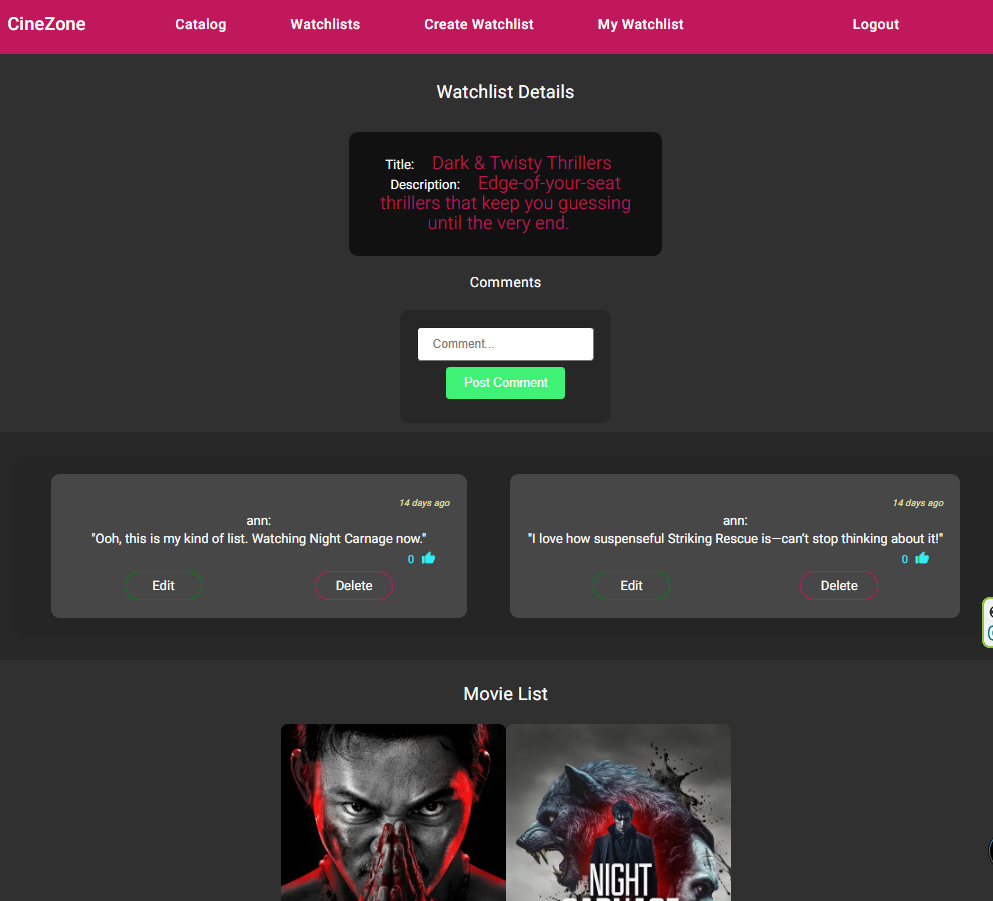 CineZone Catalog Watchlists Create Watchlist My Watchlist Logout
Watchlist Details
Title: Dark & Twisty Thrillers
Description: Edge-of-your-seat
thrillers that keep you guessing
until the very end.
Comments
Comment...
Post Comment
14 days ago
ann:
"Ooh, this is my kind of list. Watching Night Carnage now."
0
Edit Delete
14 days ago
ann:
"I love how suspenseful Striking Rescue is—can't stop thinking about it!"
0
Edit Delete
Movie List
NIGHT
CARNAGE